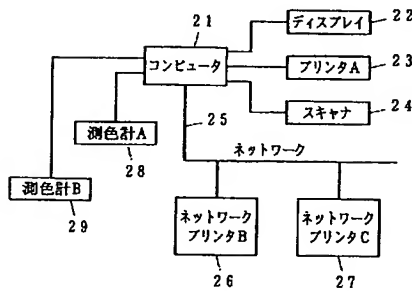 21
コンピュータ
ディスプレイ
22
プリンタA
23
スキャナ
24
25
測色計A
28
測色計B
29
ネットワーク
ネットワーク
プリンタB
26
ネットワーク
プリンタC
27